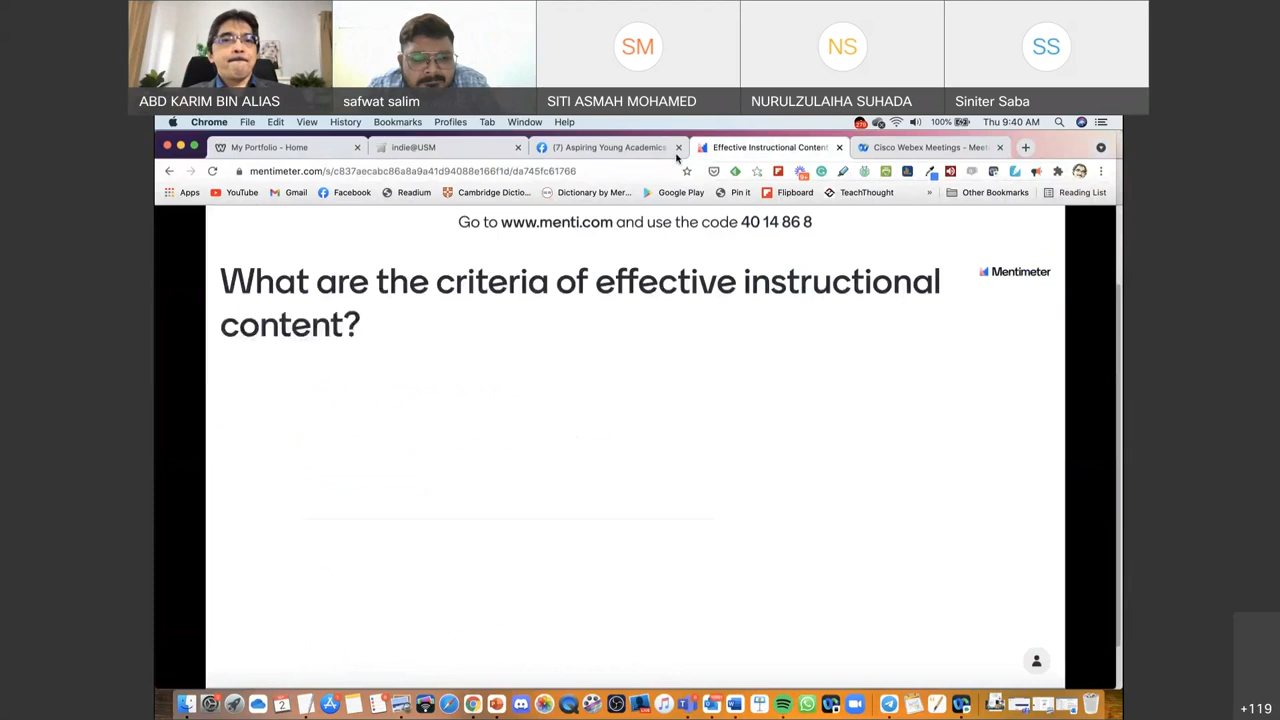 SM
NS
SS
ABD KARIM BIN ALIAS
safwat salim
SITI ASMAH MOHAMED
NURULZULAIHA SUHADA
Siniter Saba
Chrome File Edit View History Bookmarks Profiles Tab Window Help
100% Thu 9:40 AM
My Portfolio - Home
indie@USM
(7) Aspiring Young Academics
Effective Instructional Content
Cisco Webex Meetings - Meet
mentimeter.com/s/c837aecabc86a8a9a41d94088e166f1d/da745fc61766
Apps YouTube Gmail Facebook Readium Cambridge Dictio... Dictionary by Mer... Google Play Pin it Flipboard TeachThought » Other Bookmarks Reading List
Go to www.menti.com and use the code 40 14 86 8
What are the criteria of effective instructional
content?
Mentimeter
+119